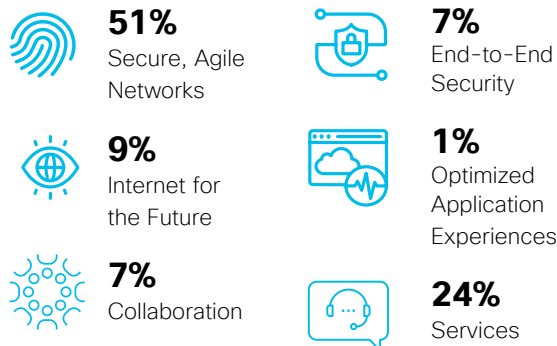 51%
Secure, Agile
Networks
9%
Internet for
the Future
7%
Collaboration
7%
End-to-End
Security
1%
Optimized
Application
Experiences
24%
Services